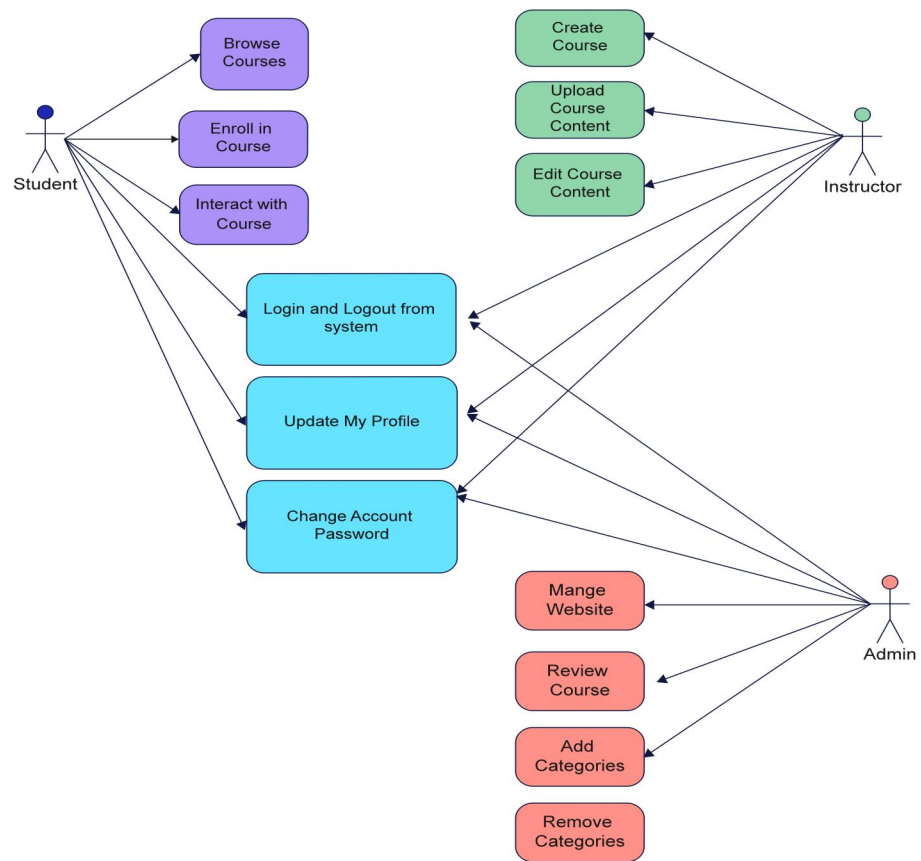 Browse
Courses
Create
Course
Upload
Course
Content
Enroll in
Course
Student
Instructor
Edit Course
Content
Interact with
Course
Login and Logout from
system
Update My Profile
Change Account
Password
Mange
Website
Admin
Review
Course
Add
Categories
Remove
Categories